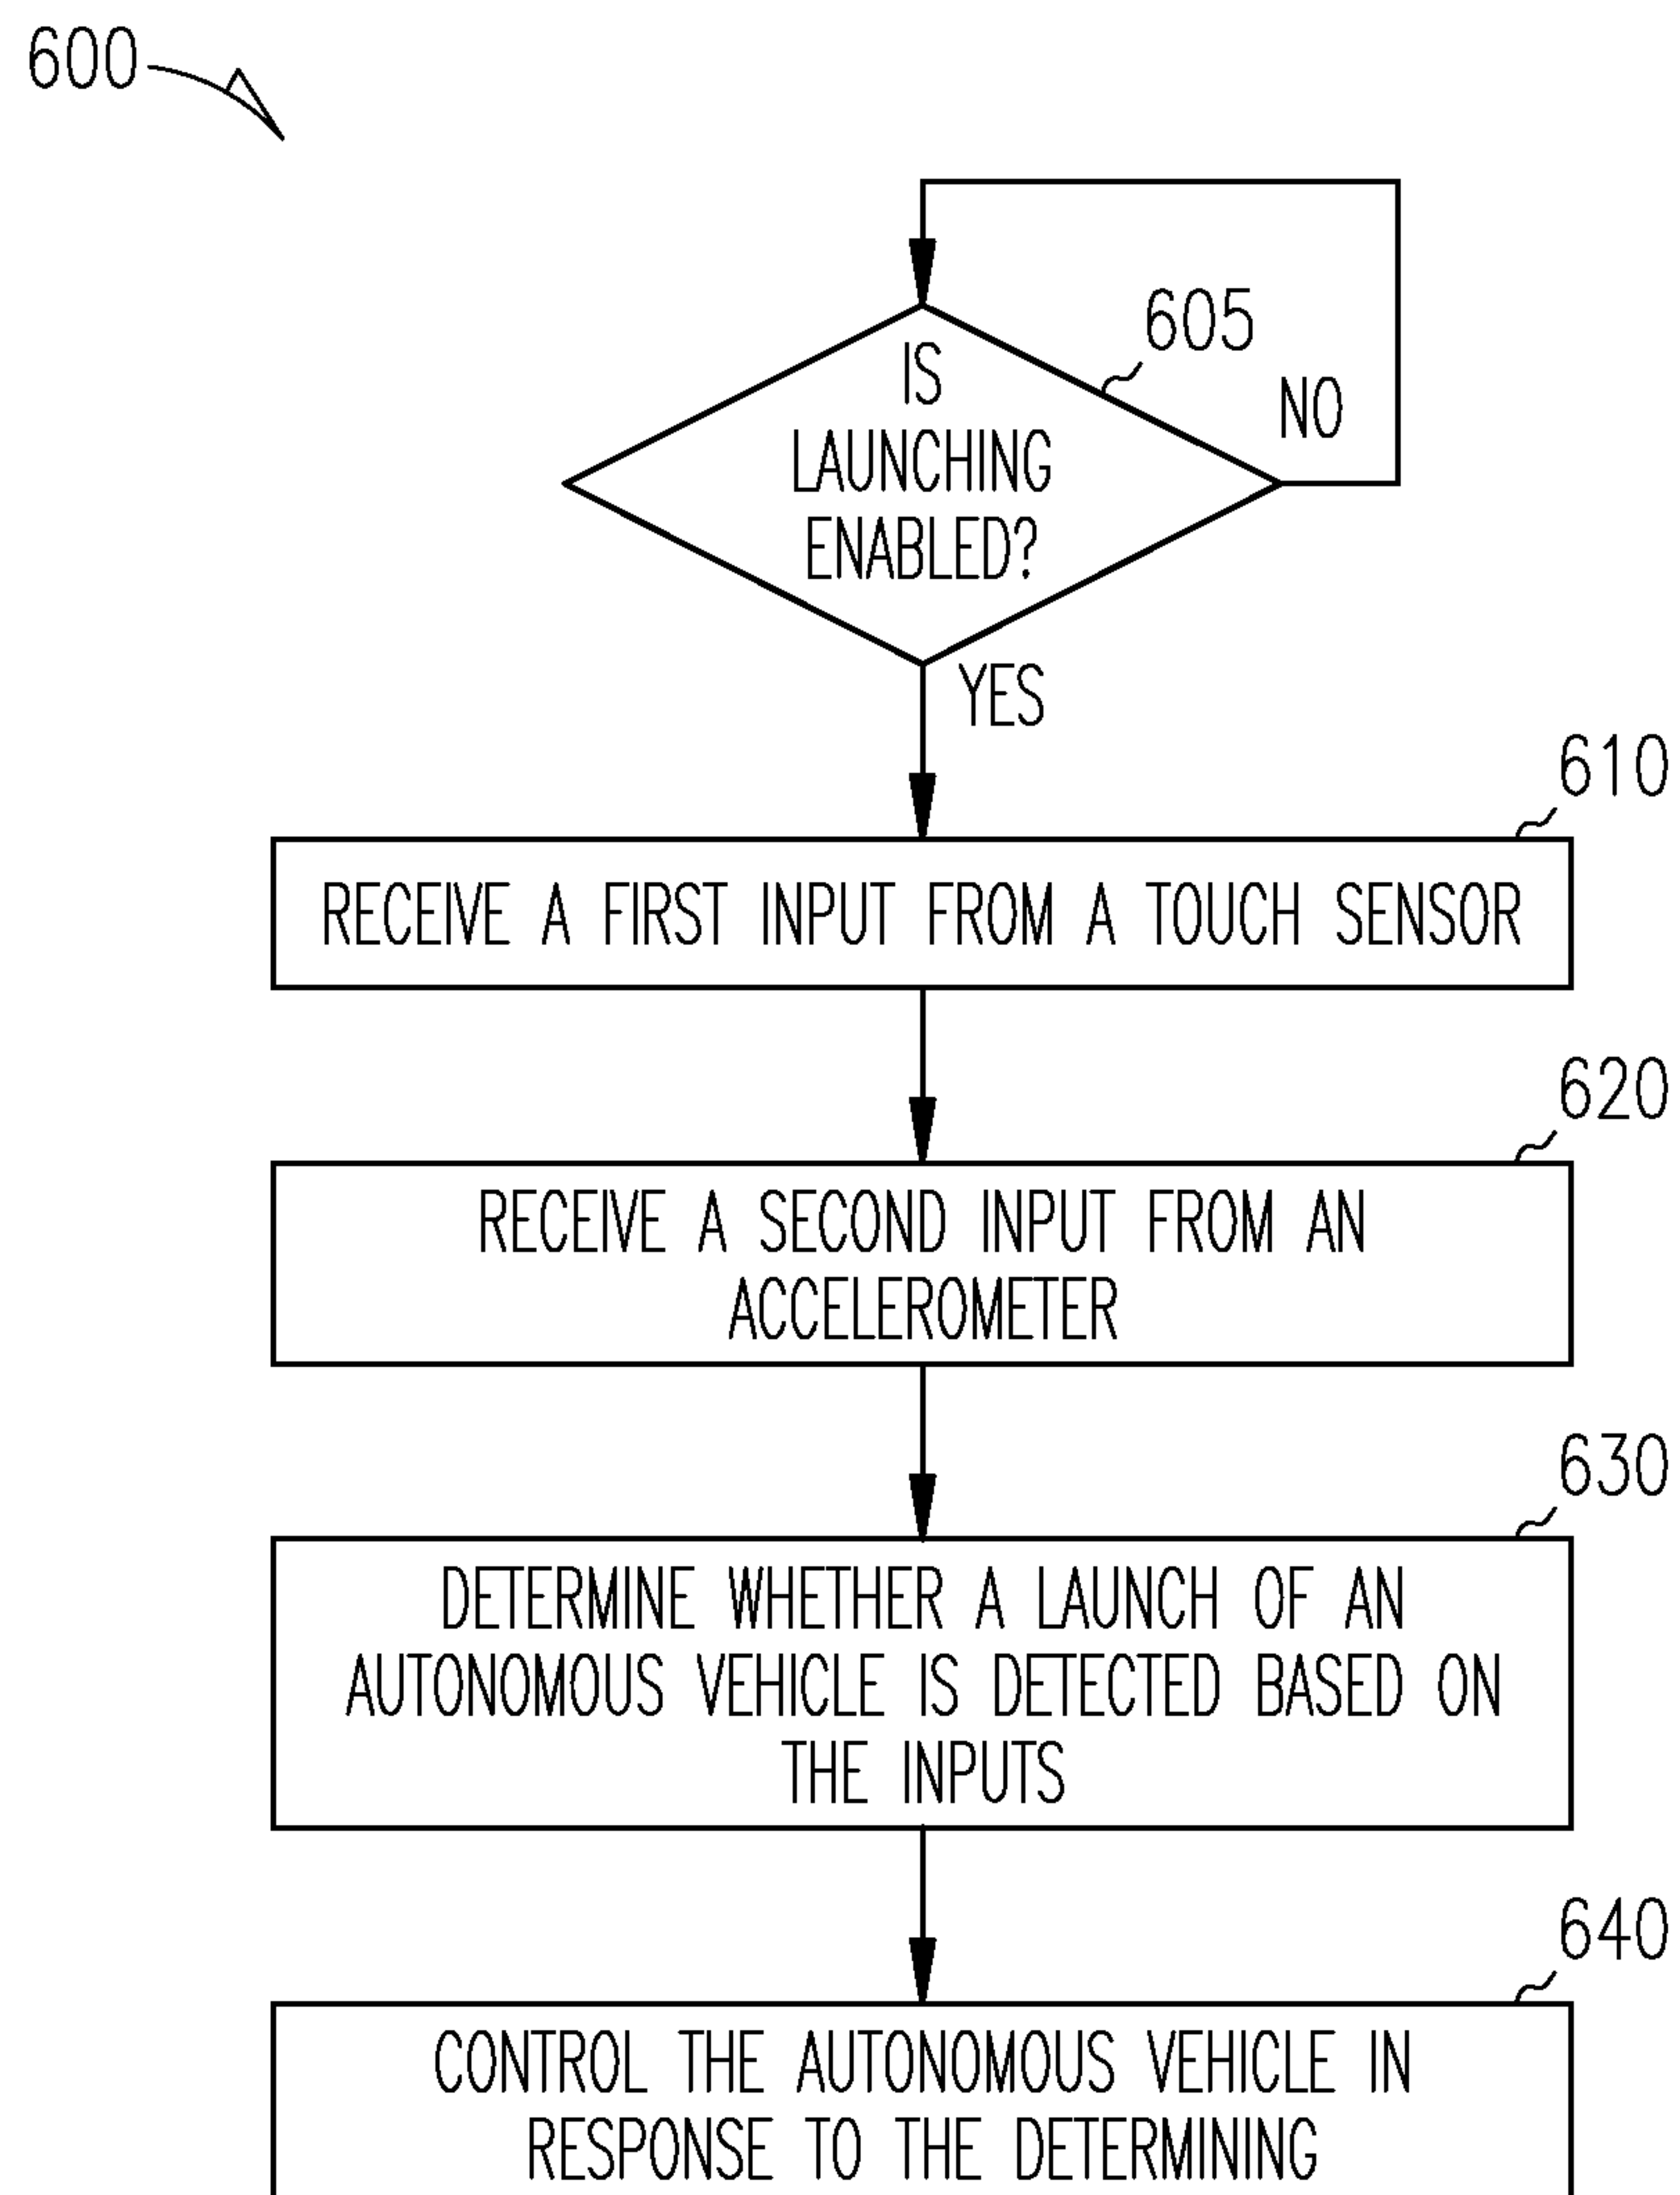 600
605
IS
LAUNCHING
ENABLED?
NO
YES
610
RECEIVE A FIRST INPUT FROM A TOUCH SENSOR
620
RECEIVE A SECOND INPUT FROM AN
ACCELEROMETER
630
DETERMINE WHETHER A LAUNCH OF AN
AUTONOMOUS VEHICLE IS DETECTED BASED ON
THE INPUTS
640
CONTROL THE AUTONOMOUS VEHICLE IN
RESPONSE TO THE DETERMINING